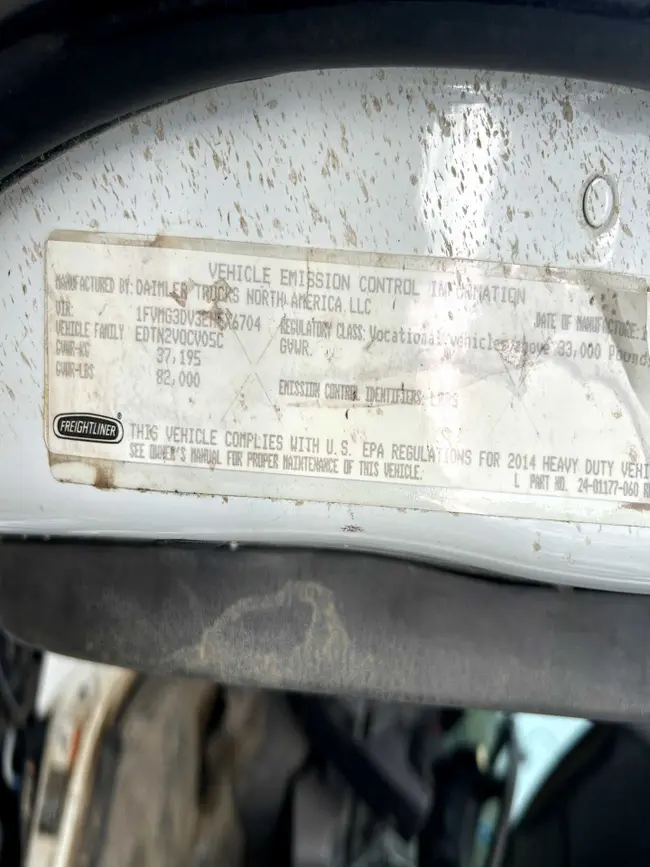 VEHICLE EMISSION CONTROL INFORMATION
MANUFACTURED BY: DAIMLER TRUCKS NORTH AMERICA LLC
DATE OF MANUFACTURE:
VIN:
VEHICLE FAMILY EDTN2VOCV05C
REGULATORY CLASS: Vocational vehicles above 33,000 Pounds
GVWR.
GVWR-KG 37,195
GVWR-LBS 82,000
EMISSION CONTROL IDENTIFIERS:
FREIGHTLINER®
THIS VEHICLE COMPLIES WITH U.S. EPA REGULATIONS FOR 2014 HEAVY DUTY VEHI
SEE OWNER'S MANUAL FOR PROPER MAINTENANCE OF THIS VEHICLE.
L PART NO. 24-01177-060